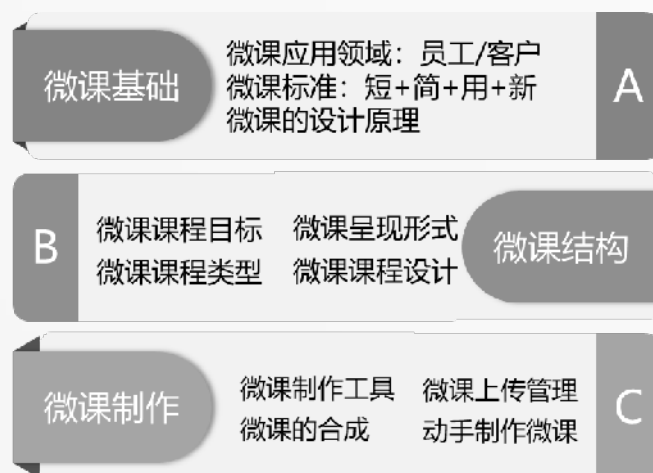 微课基础
微课应用领域：员工/客户
微课标准：短+简+用+新
微课的设计原理
A
B
微课课程目标 微课呈现形式
微课课程类型 微课课程设计
微课结构
微课制作
微课制作工具 微课上传管理
微课的合成 动手制作微课
C